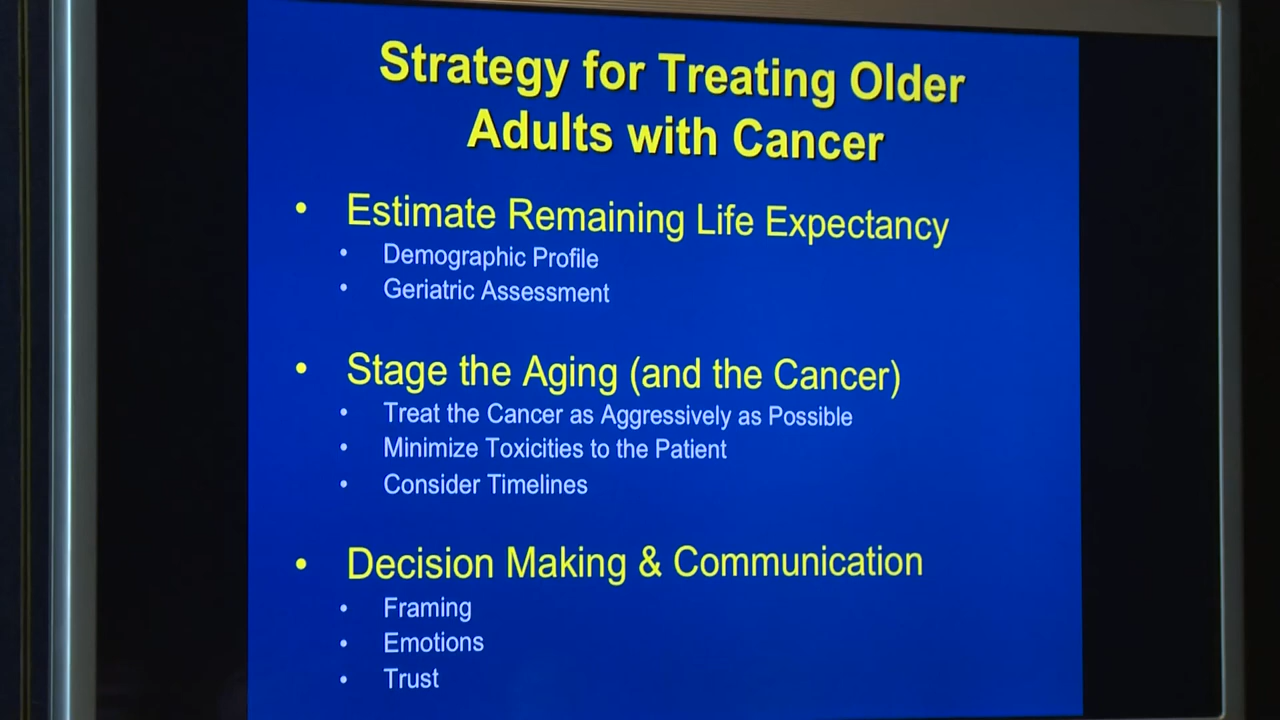 Strategy for Treating Older
Adults with Cancer
• Estimate Remaining Life Expectancy
• Demographic Profile
• Geriatric Assessment
• Stage the Aging (and the Cancer)
• Treat the Cancer as Aggressively as Possible
• Minimize Toxicities to the Patient
• Consider Timelines
• Decision Making & Communication
• Framing
• Emotions
• Trust